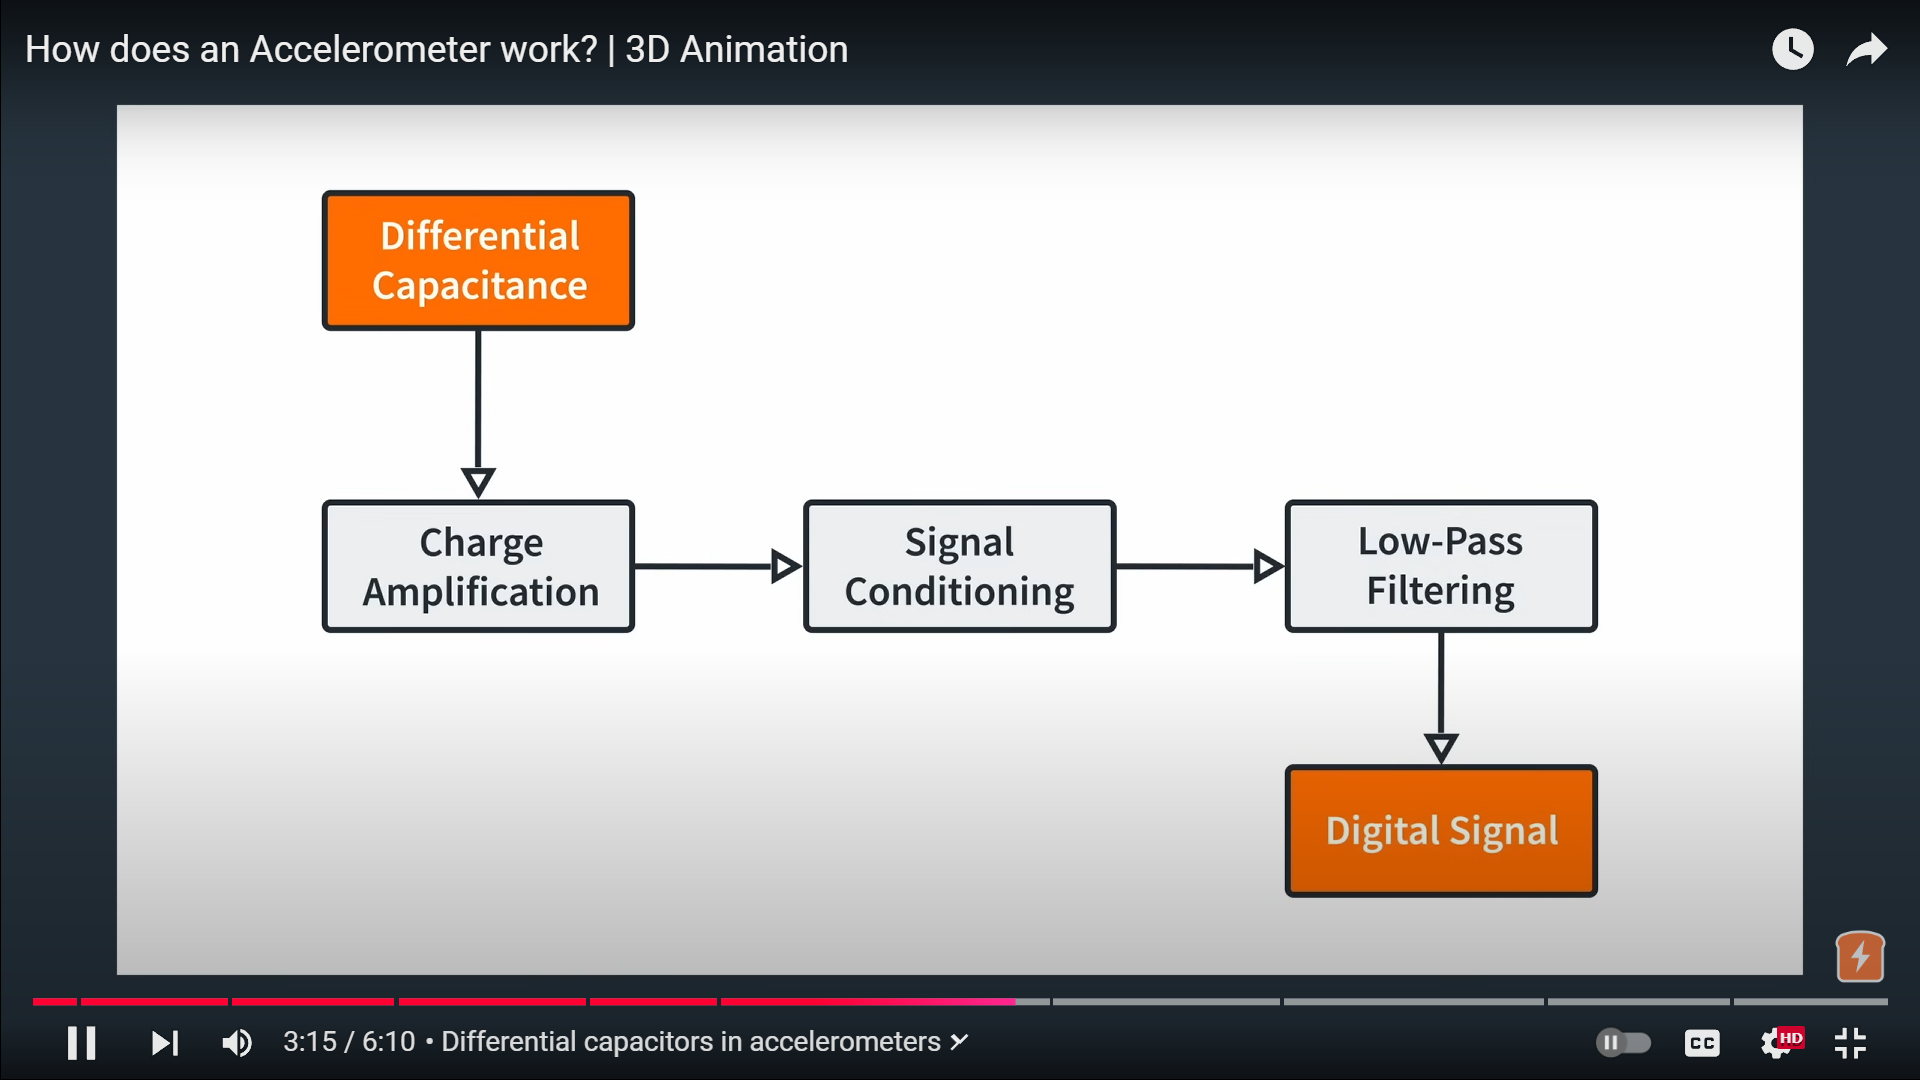 How does an Accelerometer work? | 3D Animation
Differential
Capacitance
Charge
Amplification
Signal
Conditioning
Low-Pass
Filtering
Digital Signal
3:15 / 6:10 • Differential capacitors in accelerometers
CC
HD